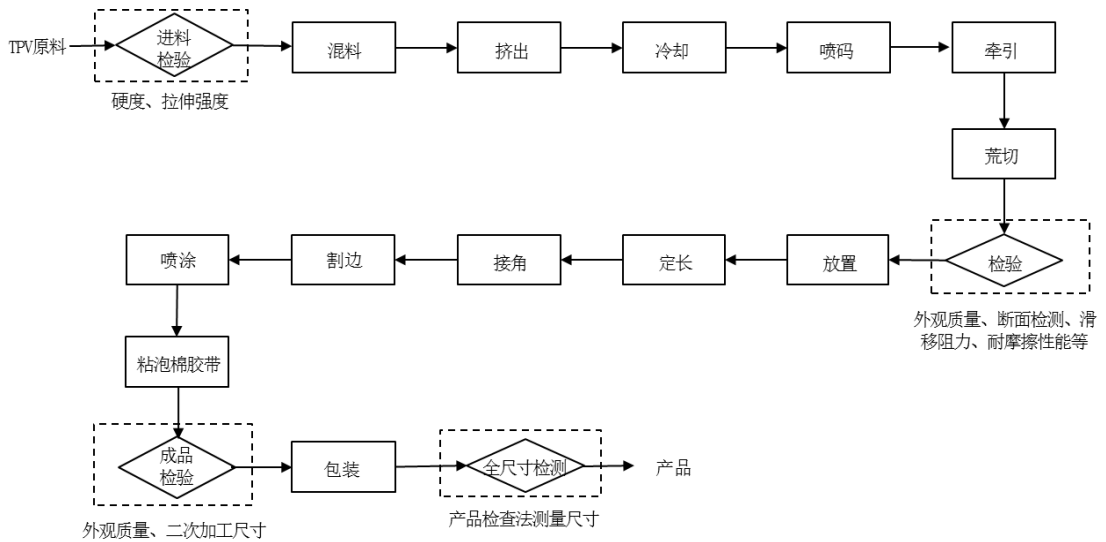 TPV原料
进料
检验
混料
挤出
冷却
喷码
牵引
硬度、拉伸强度
荒切
检验
外观质量、断面检测、滑
移阻力、耐摩擦性能等
放置
定长
接角
割边
喷涂
粘泡棉胶带
成品
检验
外观质量、二次加工尺寸
包装
全尺寸检测
产品检查法测量尺寸
产品